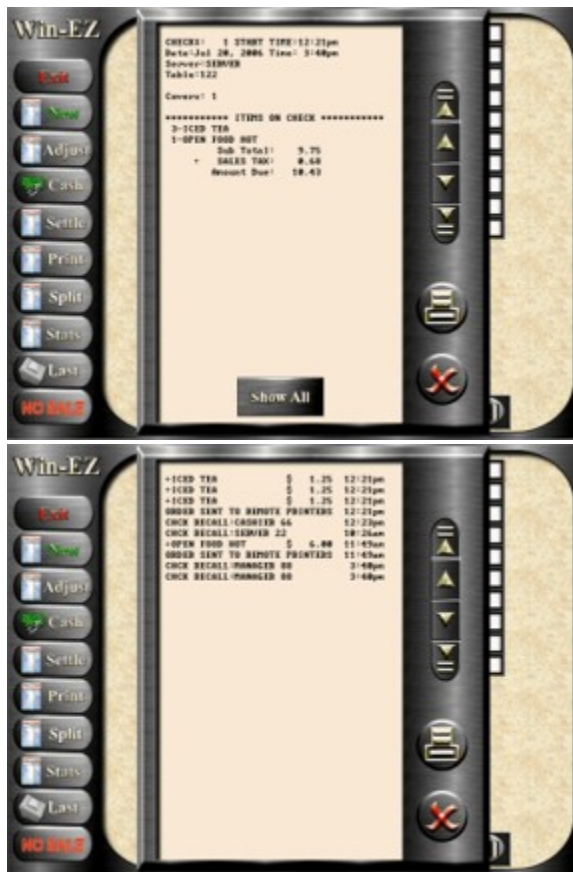 Win-EZ
Exit
New
Adjust
Cash
Settle
Print
Split
Stats
Last
NO SALE
CHECK: 1 START TIME:12:21pm
Date:Jul 20, 2006 Time: 3:40pm
Server:SERVER
Table:122
Covers: 1
*********** ITEMS ON CHECK ***********
3-ICED TEA
1-OPEN FOOD HOT
Sub Total: 9.75
+ SALES TAX: 0.68
Amount Due: 10.43
Show All
Win-EZ
Exit
New
Adjust
Cash
Settle
Print
Split
Stats
Last
NO SALE
+ICED TEA $ 1.25 12:21pm
+ICED TEA $ 1.25 12:21pm
+ICED TEA $ 1.25 12:21pm
ORDER SENT TO REMOTE PRINTERS 12:21pm
CHCK RECALL:CASHIER 66 12:23pm
CHCK RECALL:SERVER 22 10:26am
+OPEN FOOD HOT $ 6.00 11:49am
ORDER SENT TO REMOTE PRINTERS 11:49am
CHCK RECALL:MANAGER 88 3:40pm
CHCK RECALL:MANAGER 88 3:40pm